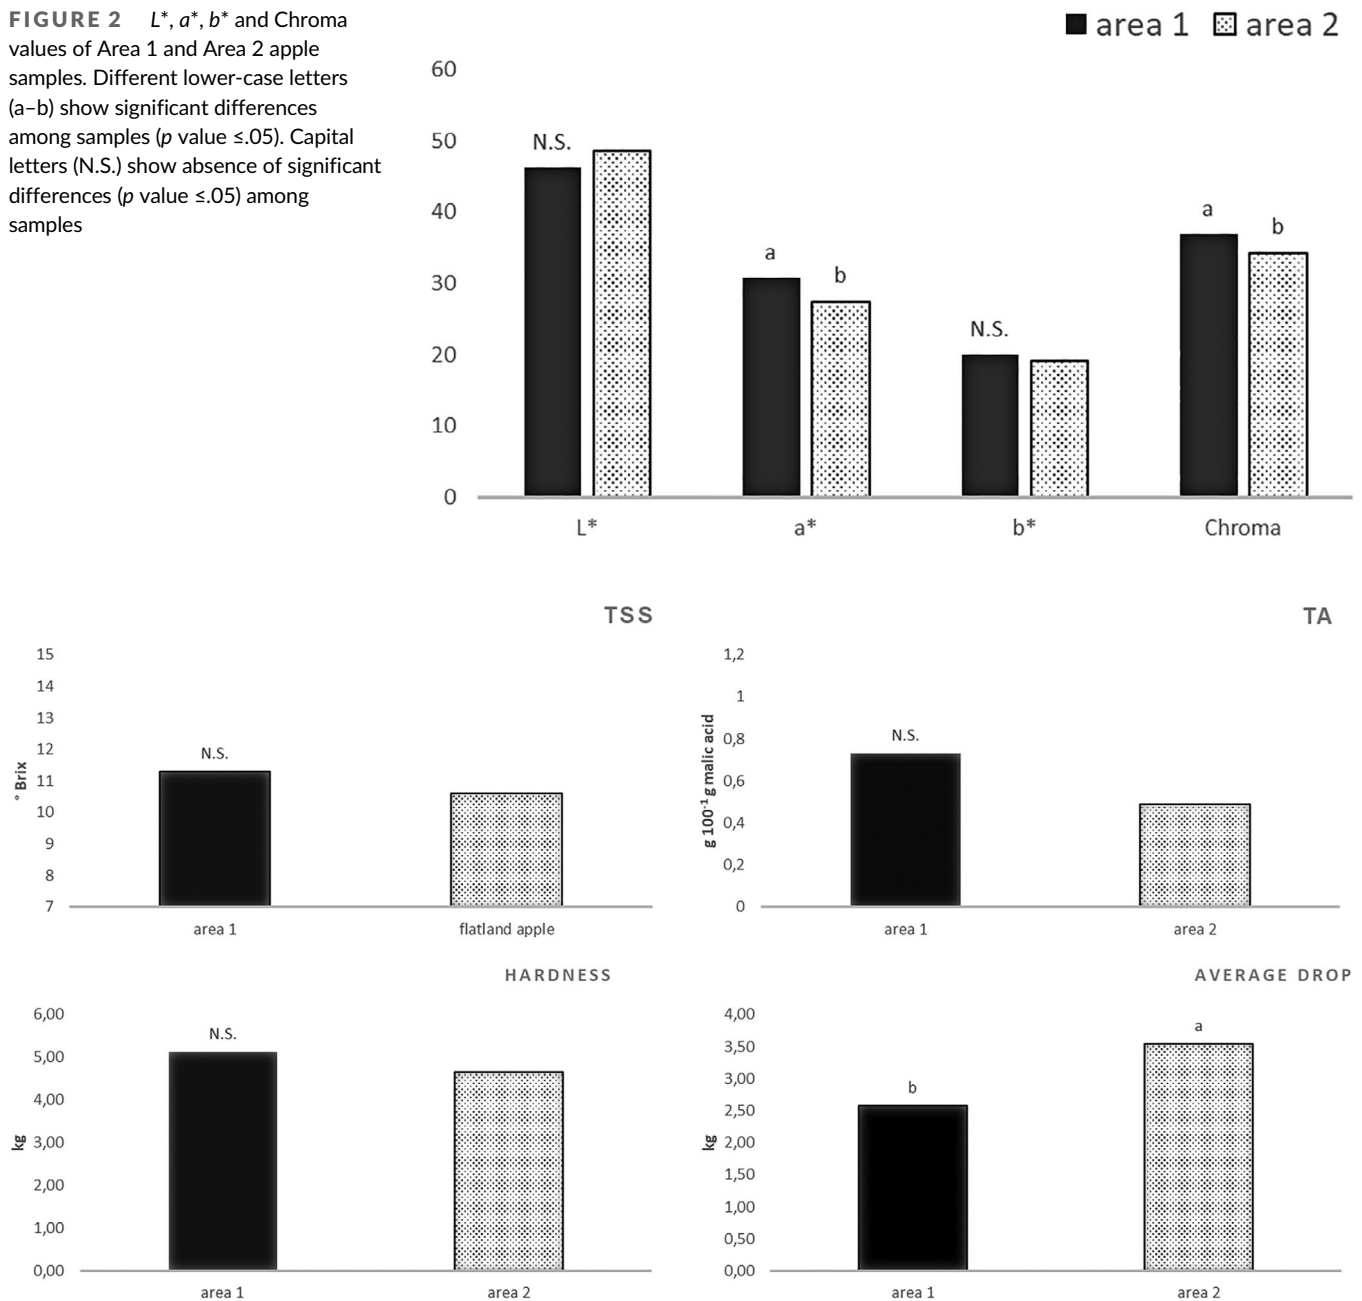 FIGURE 2 L*, a*, b* and Chroma
values of Area 1 and Area 2 apple
samples. Different lower-case letters
(a–b) show significant differences
among samples (p value ≤.05). Capital
letters (N.S.) show absence of significant
differences (p value ≤.05) among
samples
area 1 area 2
60
50
40
30
20
10
0
N.S.
a
b
N.S.
a
b
L* a* b* Chroma
TSS
° Brix
15
14
13
12
11
10
9
8
7
N.S.
area 1 flatland apple
TA
g 100⁻¹ g malic acid
1,2
1
0,8
0,6
0,4
0,2
0
N.S.
area 1 area 2
HARDNESS
kg
6,00
5,00
4,00
3,00
2,00
1,00
0,00
N.S.
area 1 area 2
AVERAGE DROP
kg
4,00
3,50
3,00
2,50
2,00
1,50
1,00
0,50
0,00
b
a
area 1 area 2